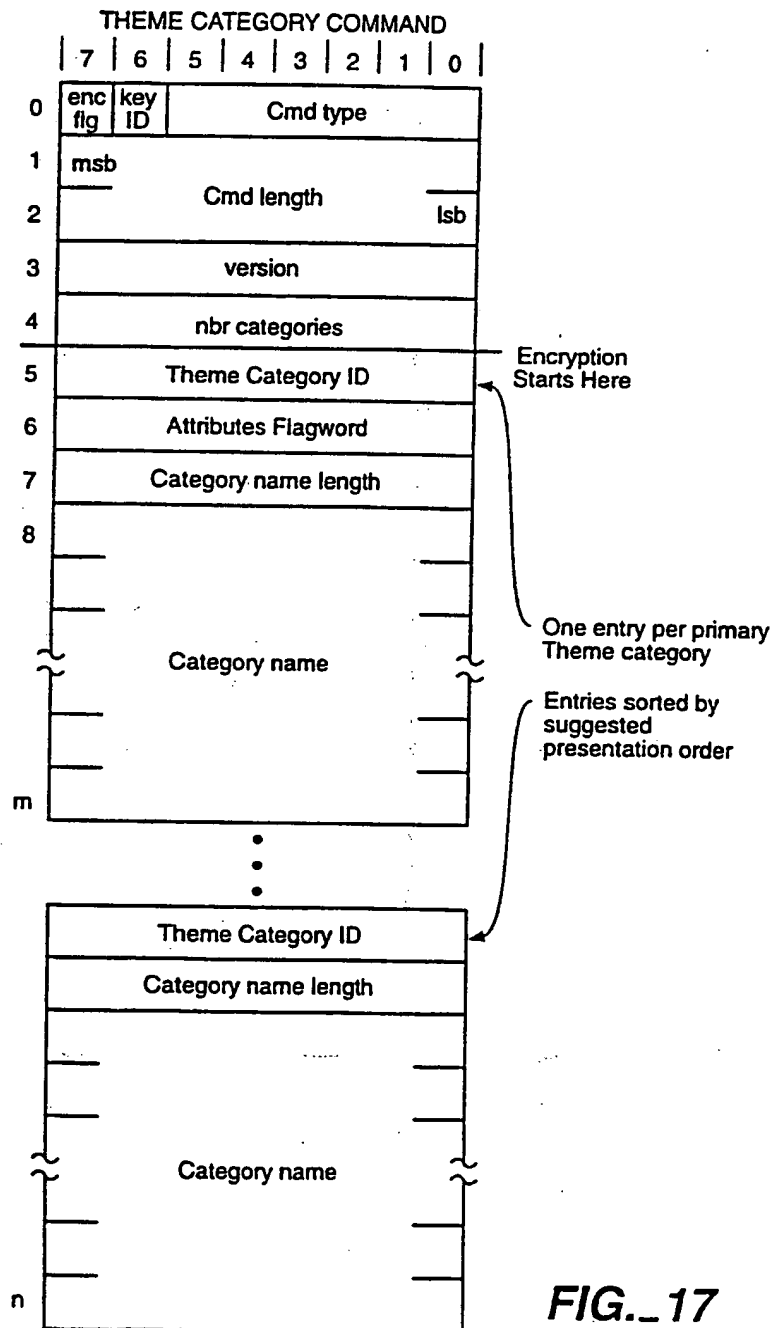 THEME CATEGORY COMMAND
7 6 5 4 3 2 1 0
0 enc flg key ID Cmd type
1 msb
Cmd length
2 lsb
3 version
4 nbr categories
Encryption
Starts Here
5 Theme Category ID
6 Attributes Flagword
7 Category name length
8
One entry per primary
Theme category
Category name
Entries sorted by
suggested
presentation order
m
Theme Category ID
Category name length
Category name
n
FIG._17